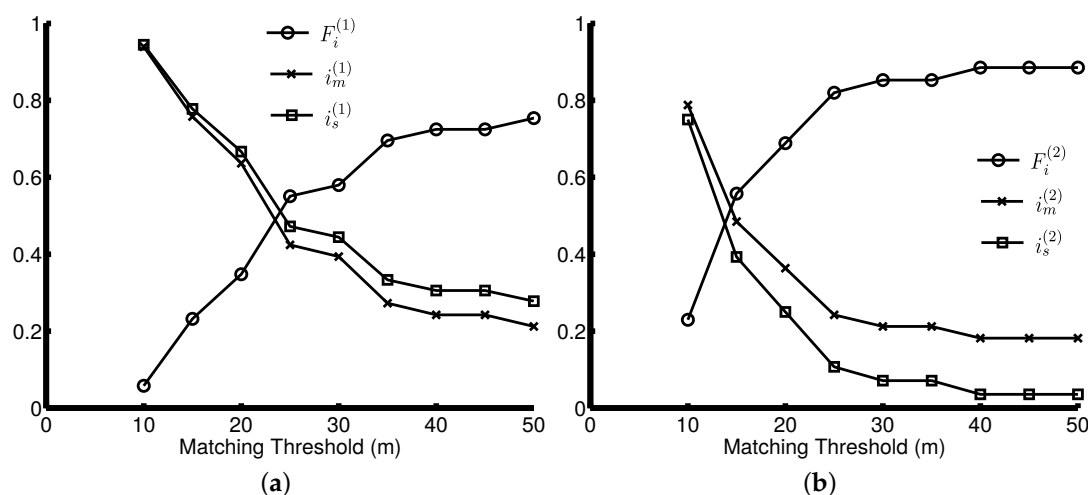 1
0.8
0.6
0.4
0.2
0
0 10 20 30 40 50
Matching Threshold (m)
F_i^{(1)}
i_m^{(1)}
i_s^{(1)}
(a)
1
0.8
0.6
0.4
0.2
0
0 10 20 30 40 50
Matching Threshold (m)
F_i^{(2)}
i_m^{(2)}
i_s^{(2)}
(b)